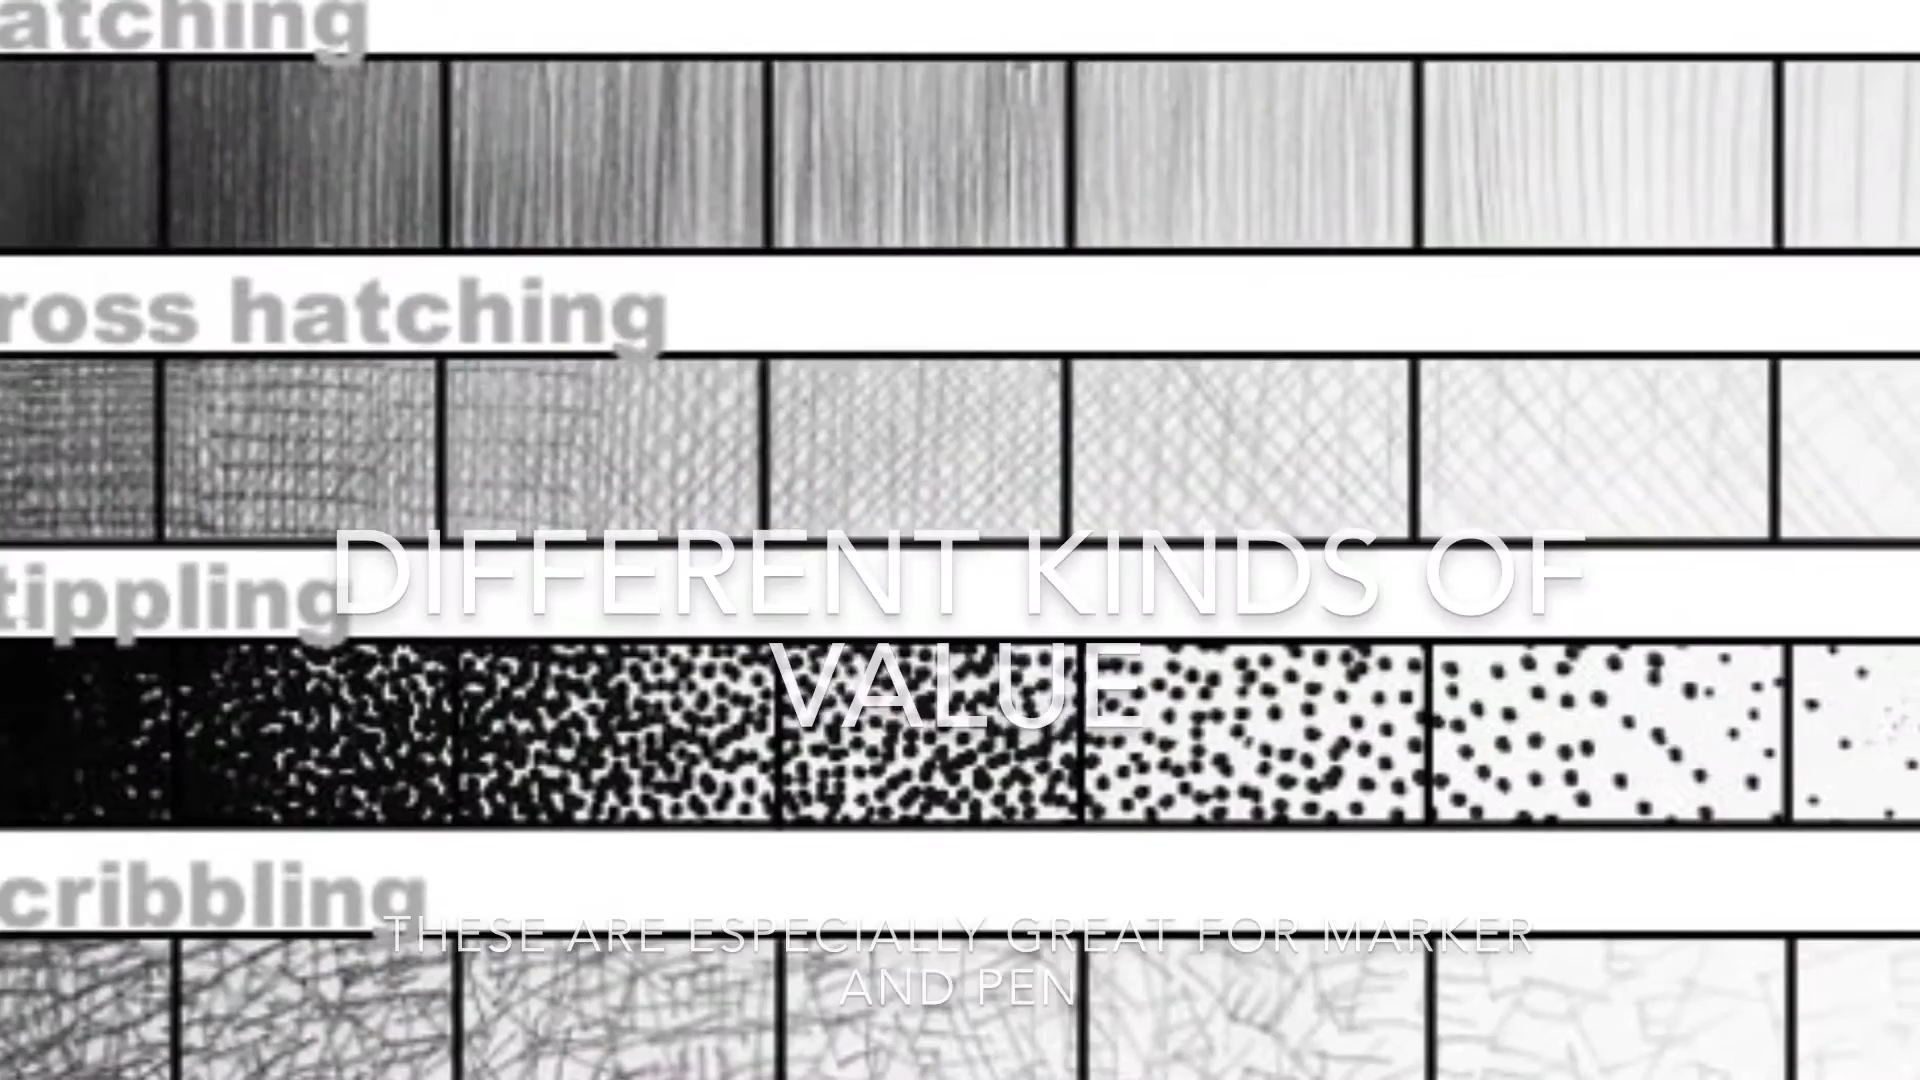 atching
ross hatching
tippling
DIFFERENT KINDS OF
VALUE
cribbling
THESE ARE ESPECIALLY GREAT FOR MARKER
AND PEN